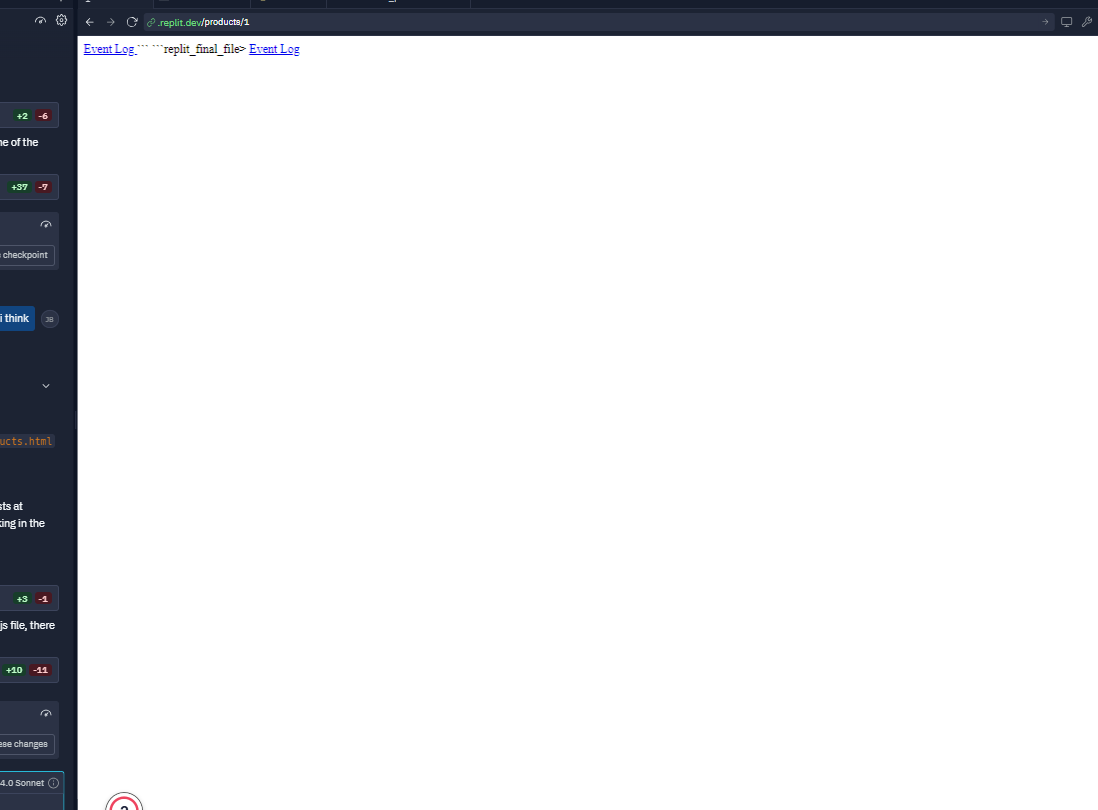 .replit.dev/products/1
Event Log ``` ```replit_final_file> Event Log
+2 -6
ne of the
+37 -7
checkpoint
i think
JB
ucts.html
sts at
king in the
+3 -1
js file, there
+10 -11
ese changes
4.0 Sonnet